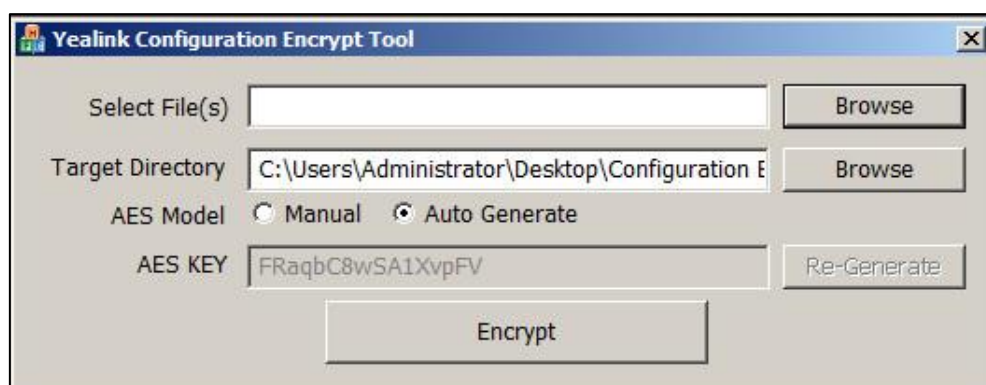 Yealink Configuration Encrypt Tool
Select File(s) Browse
Target Directory C:\Users\Administrator\Desktop\Configuration E Browse
AES Model Manual Auto Generate
AES KEY FRaqbC8wSA1XvpFV Re-Generate
Encrypt